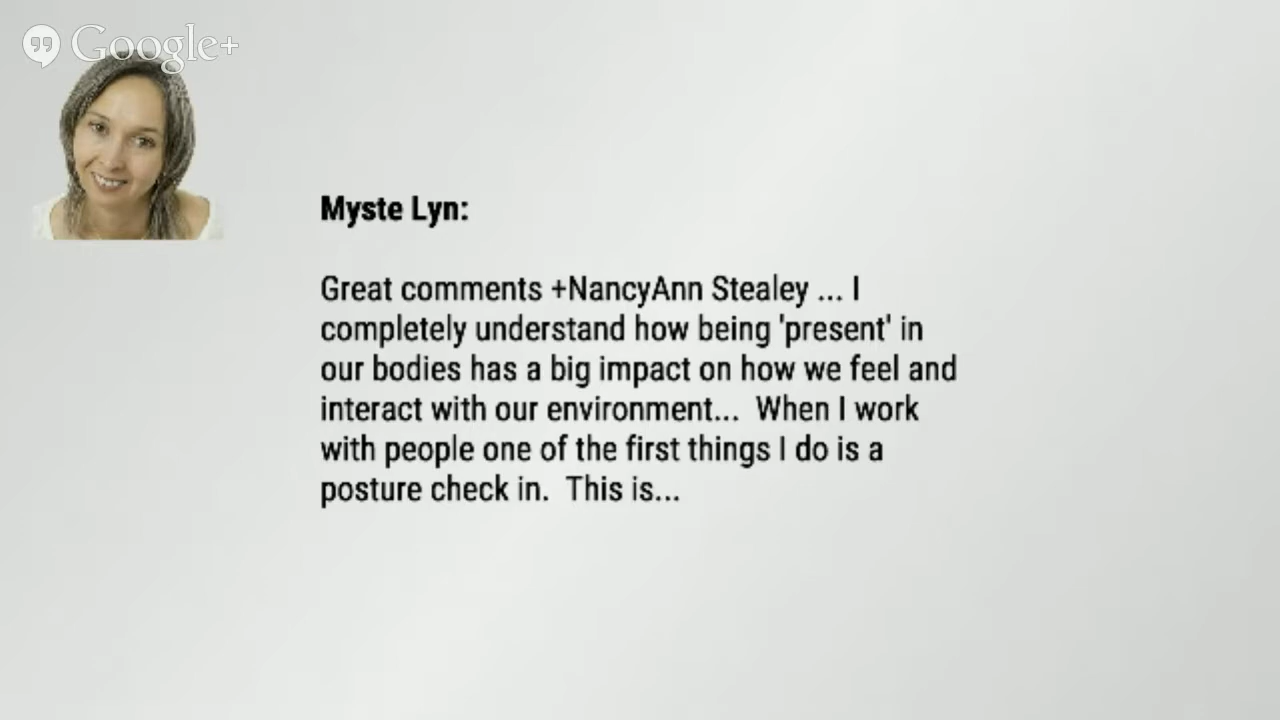 Google+
Myste Lyn:
Great comments +NancyAnn Stealey ... I
completely understand how being 'present' in
our bodies has a big impact on how we feel and
interact with our environment...  When I work
with people one of the first things I do is a
posture check in.  This is...